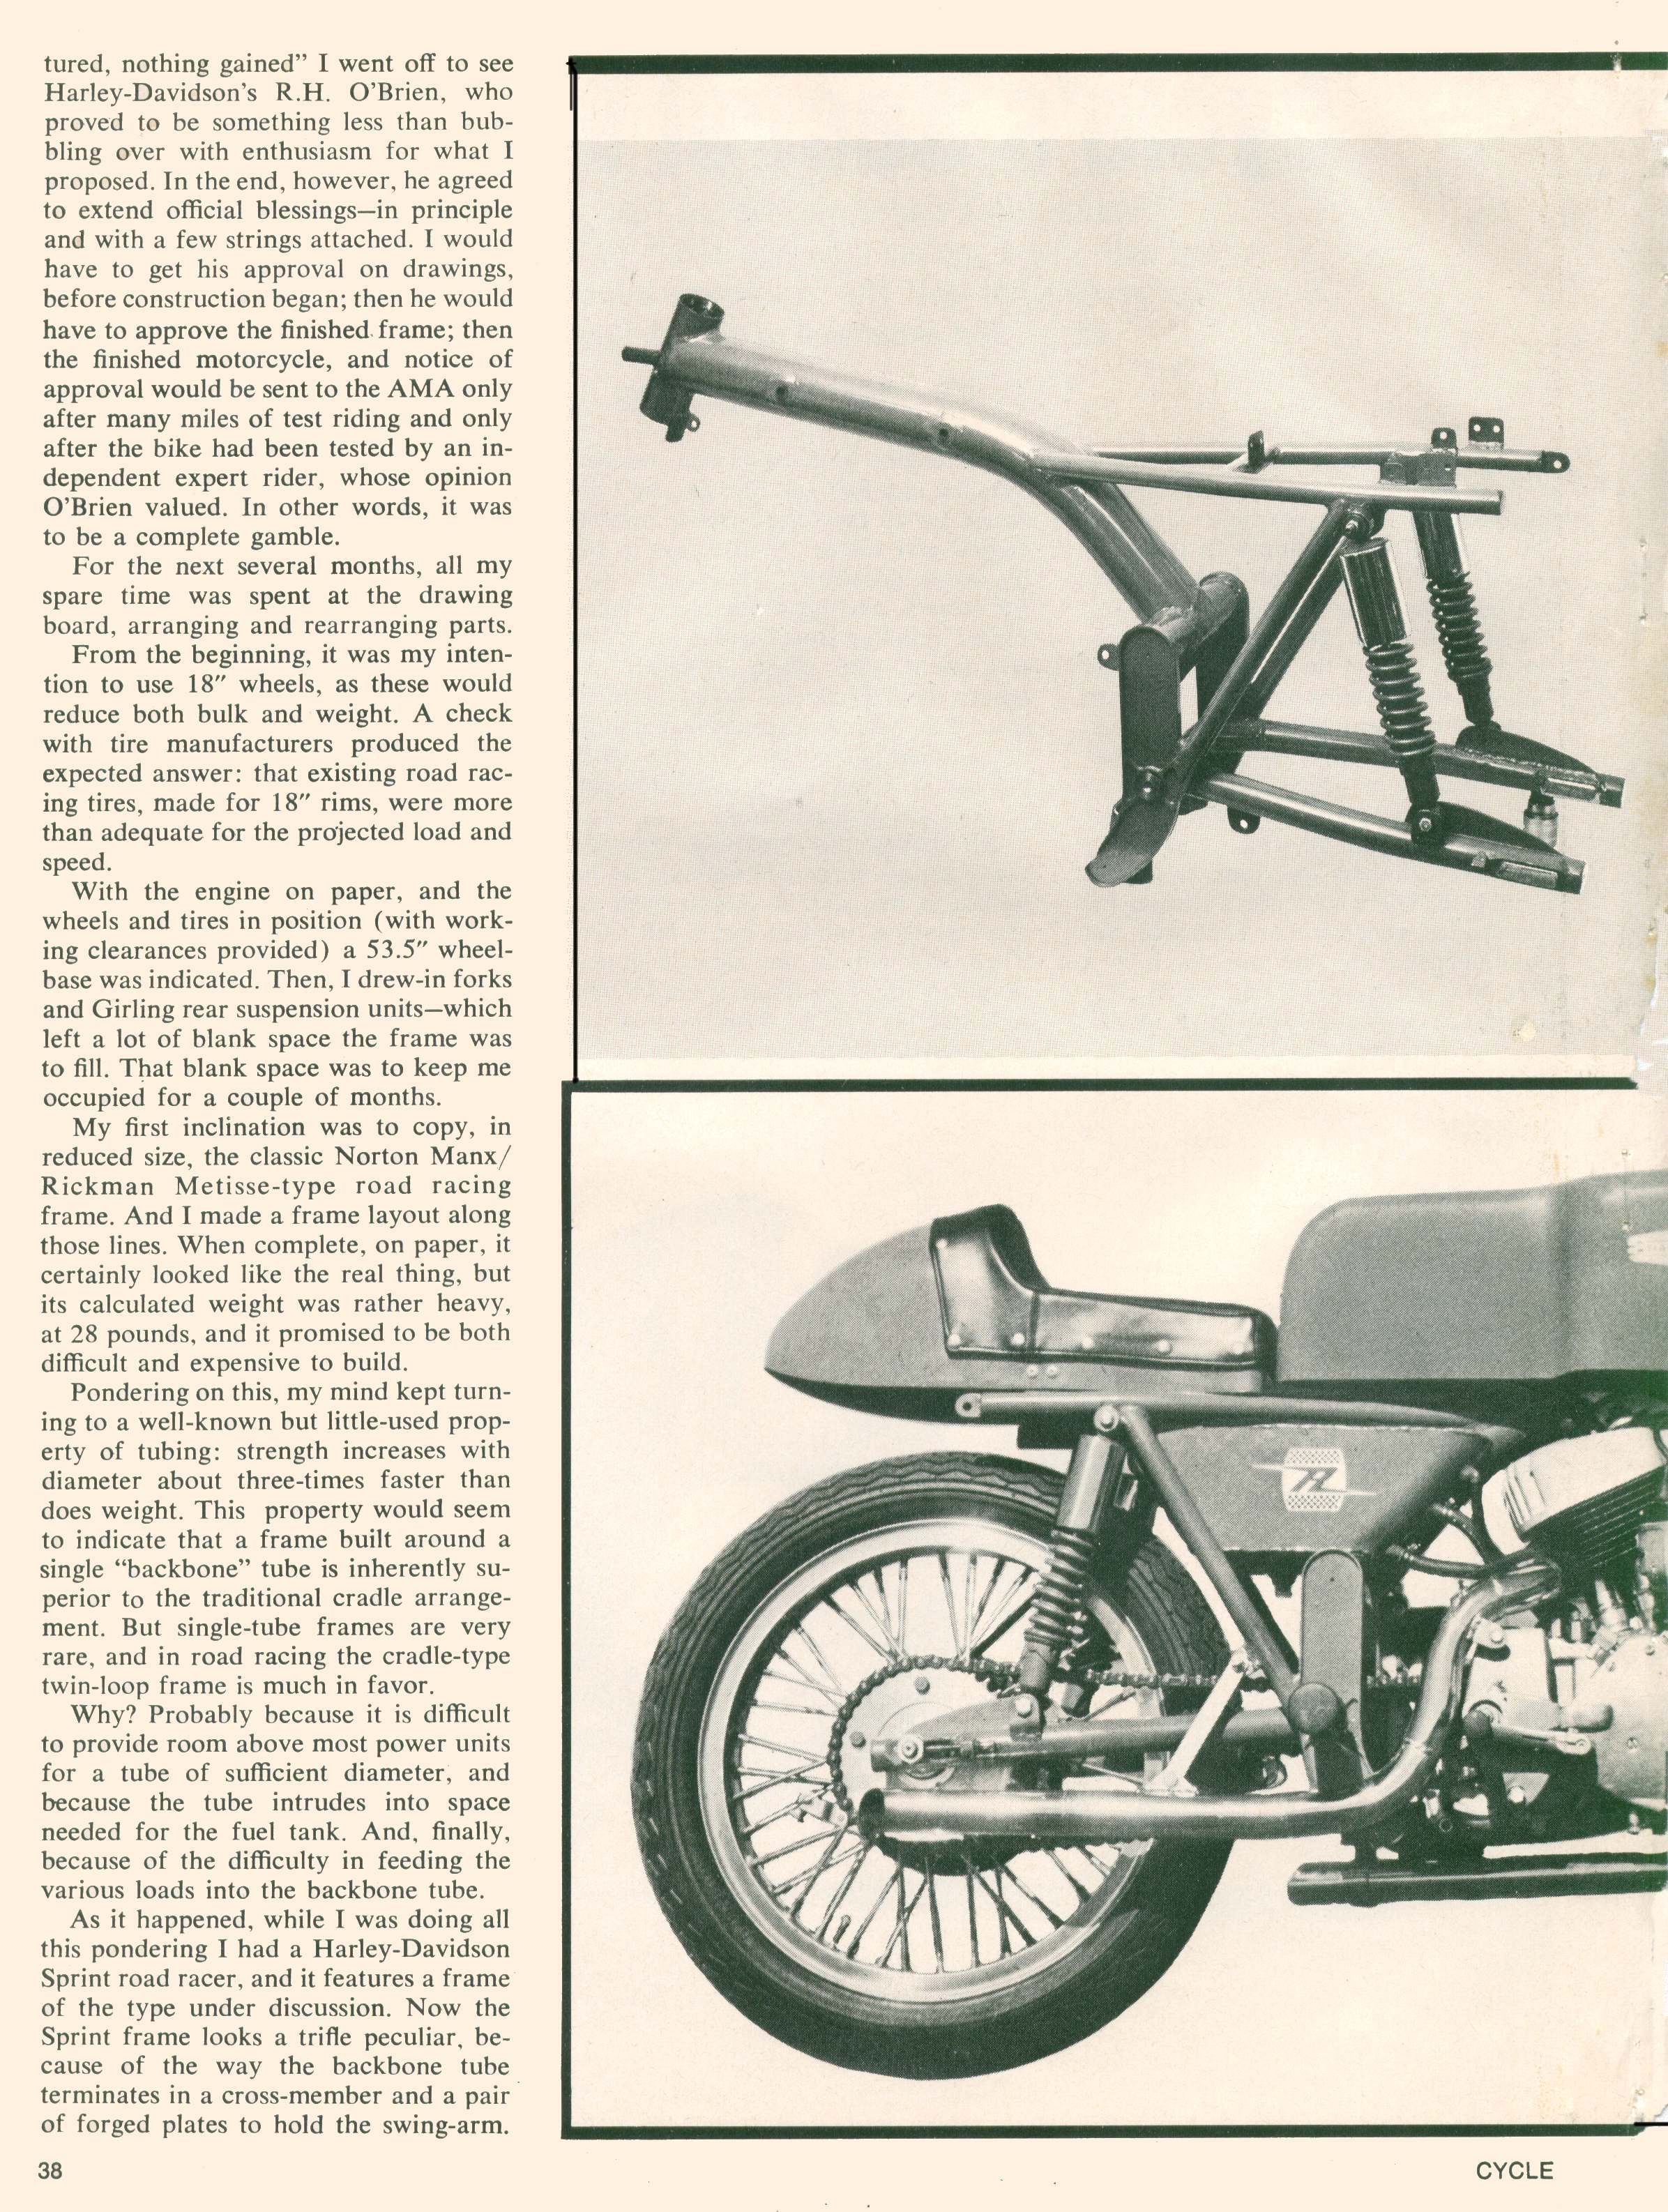 tured, nothing gained” I went off to see
Harley-Davidson's R.H. O'Brien, who
proved to be something less than bub-
bling over with enthusiasm for what I
proposed. In the end, however, he agreed
to extend official blessings—in principle
and with a few strings attached. I would
have to get his approval on drawings,
before construction began; then he would
have to approve the finished frame; then
the finished motorcycle, and notice of
approval would be sent to the AMA only
after many miles of test riding and only
after the bike had been tested by an in-
dependent expert rider, whose opinion
O'Brien valued. In other words, it was
to be a complete gamble.
For the next several months, all my
spare time was spent at the drawing
board, arranging and rearranging parts.
From the beginning, it was my inten-
tion to use 18″ wheels, as these would
reduce both bulk and weight. A check
with tire manufacturers produced the
expected answer: that existing road rac-
ing tires, made for 18″ rims, were more
than adequate for the projected load and
speed.
With the engine on paper, and the
wheels and tires in position (with work-
ing clearances provided) a 53.5″ wheel-
base was indicated. Then, I drew-in forks
and Girling rear suspension units—which
left a lot of blank space the frame was
to fill. That blank space was to keep me
occupied for a couple of months.
My first inclination was to copy, in
reduced size, the classic Norton Manx/
Rickman Metisse-type road racing
frame. And I made a frame layout along
those lines. When complete, on paper, it
certainly looked like the real thing, but
its calculated weight was rather heavy,
at 28 pounds, and it promised to be both
difficult and expensive to build.
Pondering on this, my mind kept turn-
ing to a well-known but little-used prop-
erty of tubing: strength increases with
diameter about three-times faster than
does weight. This property would seem
to indicate that a frame built around a
single “backbone” tube is inherently su-
perior to the traditional cradle arrange-
ment. But single-tube frames are very
rare, and in road racing the cradle-type
twin-loop frame is much in favor.
Why? Probably because it is difficult
to provide room above most power units
for a tube of sufficient diameter, and
because the tube intrudes into space
needed for the fuel tank. And, finally,
because of the difficulty in feeding the
various loads into the backbone tube.
As it happened, while I was doing all
this pondering I had a Harley-Davidson
Sprint road racer, and it features a frame
of the type under discussion. Now the
Sprint frame looks a trifle peculiar, be-
cause of the way the backbone tube
terminates in a cross-member and a pair
of forged plates to hold the swing-arm.
38
CYCLE